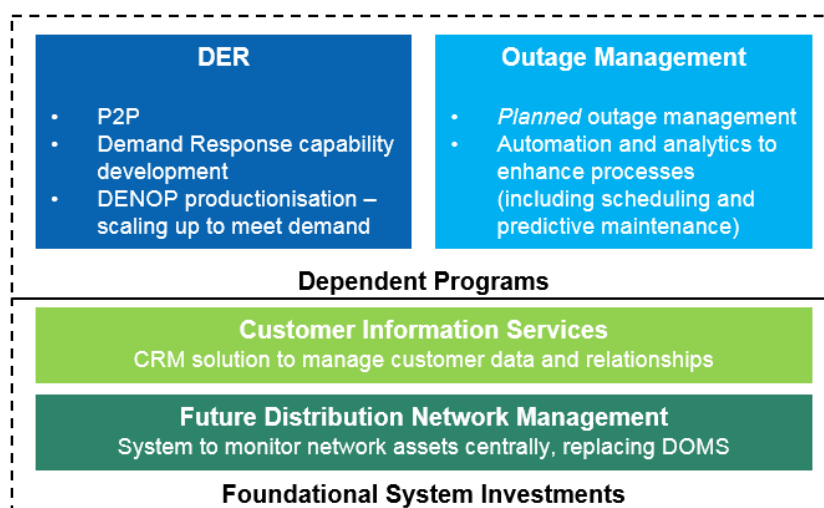 DER
• P2P
• Demand Response capability
development
• DENOP productionisation –
scaling up to meet demand
Outage Management
• Planned outage management
• Automation and analytics to
enhance processes
(including scheduling and
predictive maintenance)
Dependent Programs
Customer Information Services
CRM solution to manage customer data and relationships
Future Distribution Network Management
System to monitor network assets centrally, replacing DOMS
Foundational System Investments